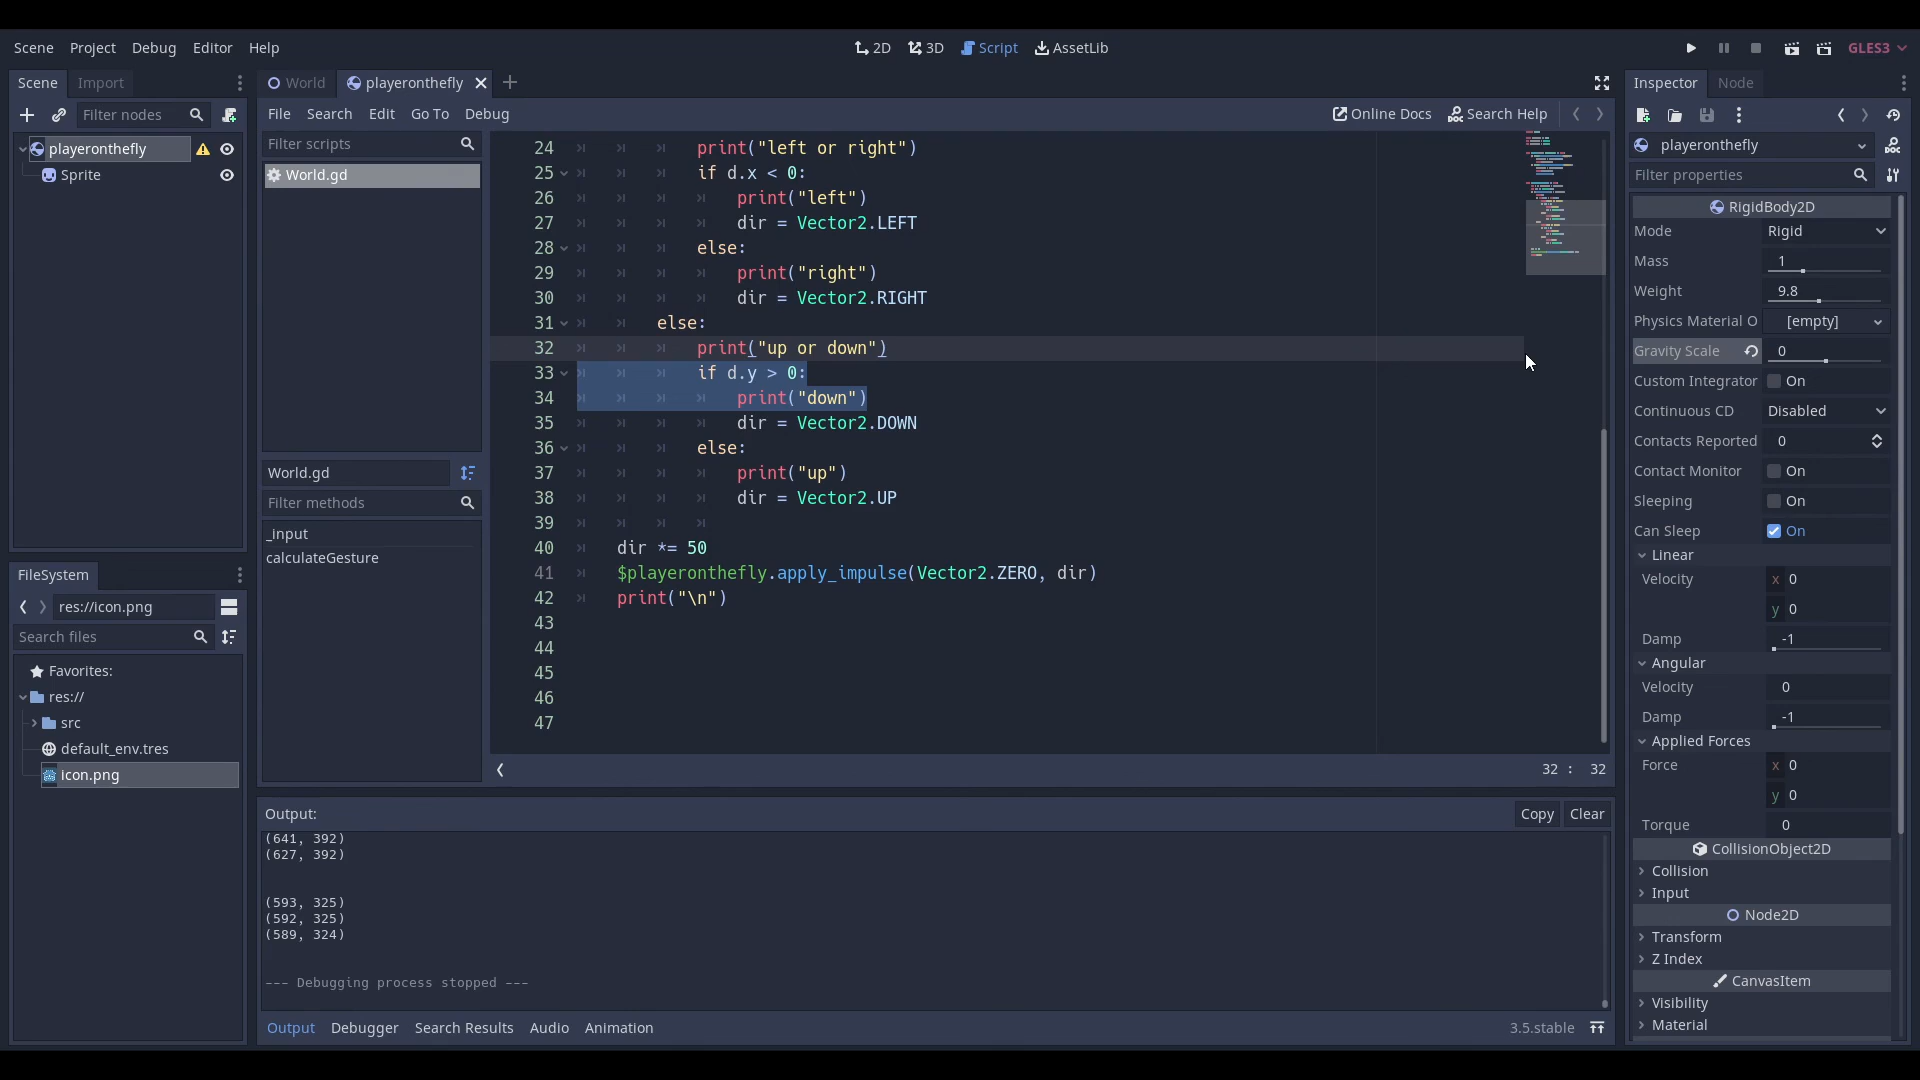 Scene Project Debug Editor Help 2D 3D Script AssetLib GLES3
Scene Import
Filter nodes
playeronthefly
Sprite
FileSystem
res://icon.png
Search files
Favorites:
res://
src
default_env.tres
icon.png
World playeronthefly
File Search Edit Go To Debug Online Docs Search Help
Filter scripts
World.gd
World.gd
Filter methods
_input
calculateGesture
24 print("left or right")
25 if d.x < 0:
26 print("left")
27 dir = Vector2.LEFT
28 else:
29 print("right")
30 dir = Vector2.RIGHT
31 else:
32 print("up or down")
33 if d.y > 0:
34 print("down")
35 dir = Vector2.DOWN
36 else:
37 print("up")
38 dir = Vector2.UP
39
40 dir *= 50
41 $playeronthefly.apply_impulse(Vector2.ZERO, dir)
42 print("\n")
43
44
45
46
47
32 : 32
Output: Copy Clear
(641, 392)
(627, 392)
(593, 325)
(592, 325)
(589, 324)
--- Debugging process stopped ---
Output Debugger Search Results Audio Animation 3.5.stable
Inspector Node
playeronthefly
Filter properties
RigidBody2D
Mode Rigid
Mass 1
Weight 9.8
Physics Material O [empty]
Gravity Scale 0
Custom Integrator On
Continuous CD Disabled
Contacts Reported 0
Contact Monitor On
Sleeping On
Can Sleep On
Linear
Velocity x 0
y 0
Damp -1
Angular
Velocity 0
Damp -1
Applied Forces
Force x 0
y 0
Torque 0
CollisionObject2D
Collision
Input
Node2D
Transform
Z Index
CanvasItem
Visibility
Material